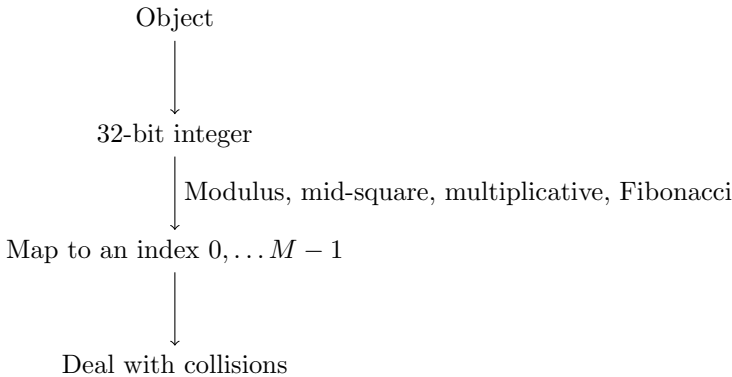 Object
32-bit integer
Modulus, mid-square, multiplicative, Fibonacci
Map to an index 0, . . . M − 1
Deal with collisions